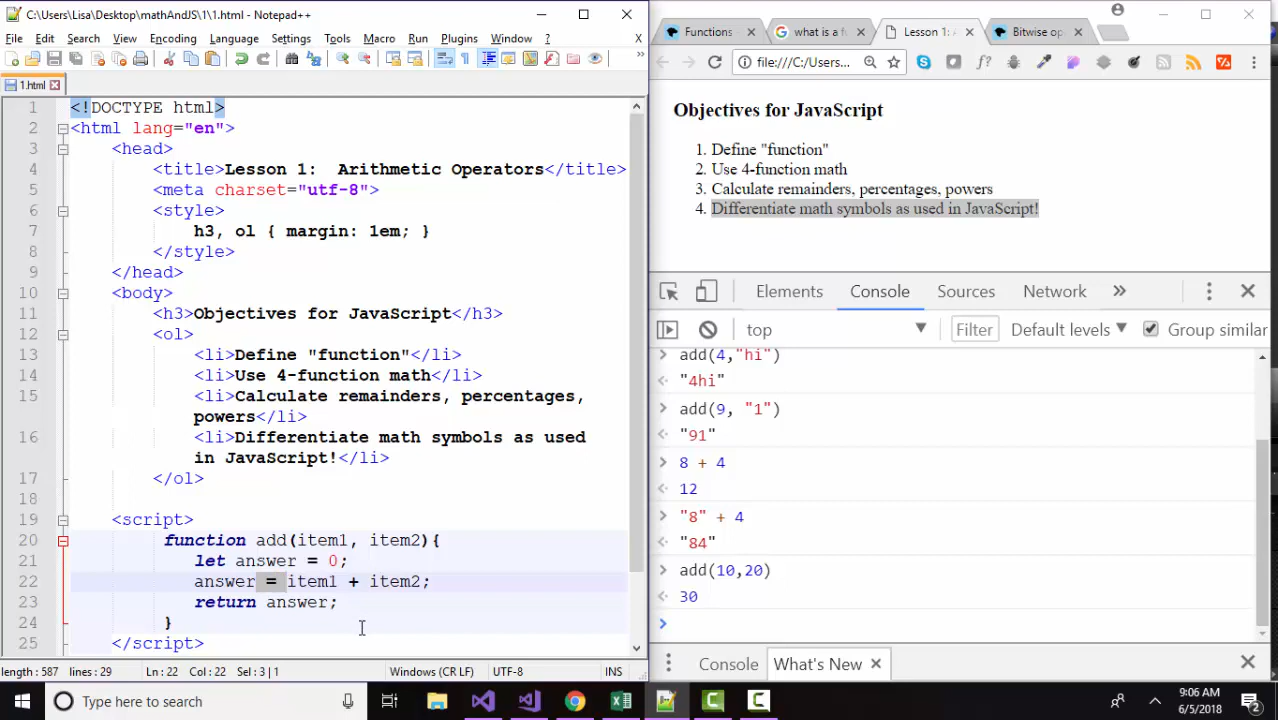 C:\Users\Lisa\Desktop\mathAndJS\1\1.html - Notepad++
File Edit Search View Encoding Language Settings Tools Macro Run Plugins Window ? X
1.html
1 <!DOCTYPE html>
2 <html lang="en">
3 <head>
4 <title>Lesson 1:  Arithmetic Operators</title>
5 <meta charset="utf-8">
6 <style>
7 h3, ol { margin: 1em; }
8 </style>
9 </head>
10 <body>
11 <h3>Objectives for JavaScript</h3>
12 <ol>
13 <li>Define "function"</li>
14 <li>Use 4-function math</li>
15 <li>Calculate remainders, percentages,
powers</li>
16 <li>Differentiate math symbols as used
in JavaScript!</li>
17 </ol>
18
19 <script>
20 function add(item1, item2){
21 let answer = 0;
22 answer = item1 + item2;
23 return answer;
24 }
25 </script>
length : 587 lines : 29 Ln : 22 Col : 22 Sel : 3 | 1 Windows (CR LF) UTF-8 INS
Functions - what is a fu Lesson 1: A Bitwise op
file:///C:/Users...
Objectives for JavaScript
1. Define "function"
2. Use 4-function math
3. Calculate remainders, percentages, powers
4. Differentiate math symbols as used in JavaScript!
Elements Console Sources Network »
top Filter Default levels Group similar
add(4,"hi")
"4hi"
add(9, "1")
"91"
8 + 4
12
"8" + 4
"84"
add(10,20)
30
Console What's New
Type here to search
9:06 AM
6/5/2018
2